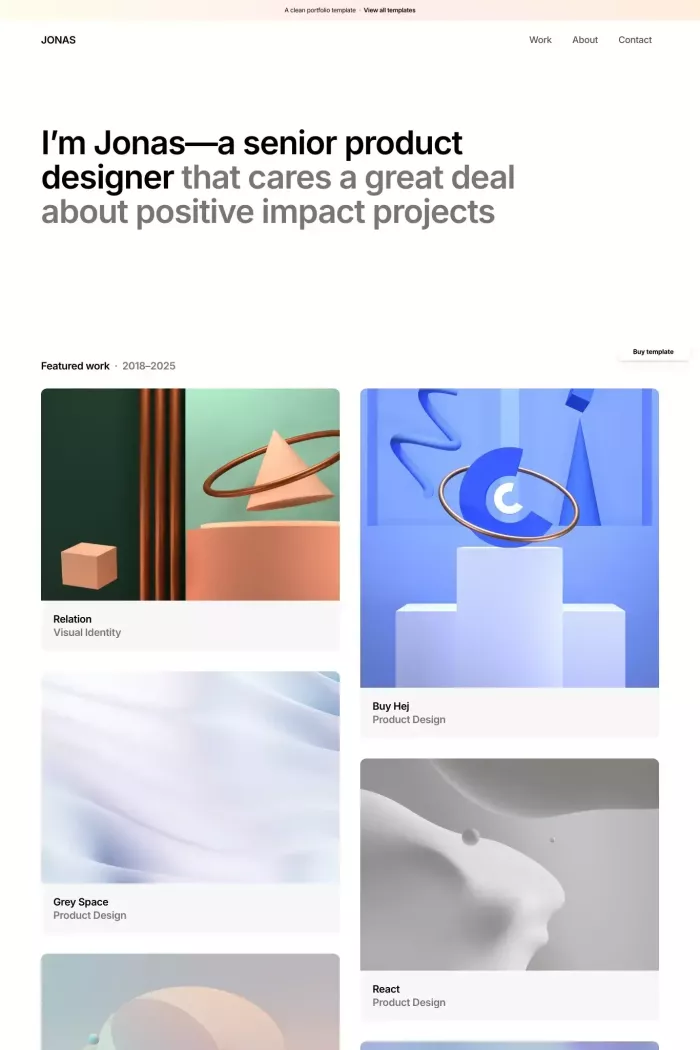 A clean portfolio template · View all templates
JONAS
Work About Contact
I’m Jonas—a senior product
designer that cares a great deal
about positive impact projects
Buy template
Featured work · 2018–2025
Relation
Visual Identity
Buy Hej
Product Design
Grey Space
Product Design
React
Product Design